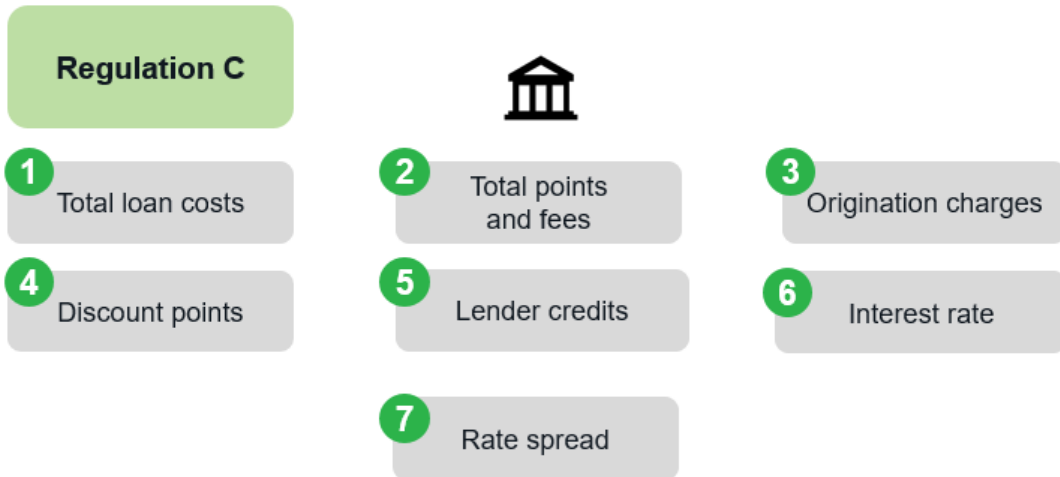 Regulation C
1
Total loan costs
2
Total points
and fees
3
Origination charges
4
Discount points
5
Lender credits
6
Interest rate
7
Rate spread